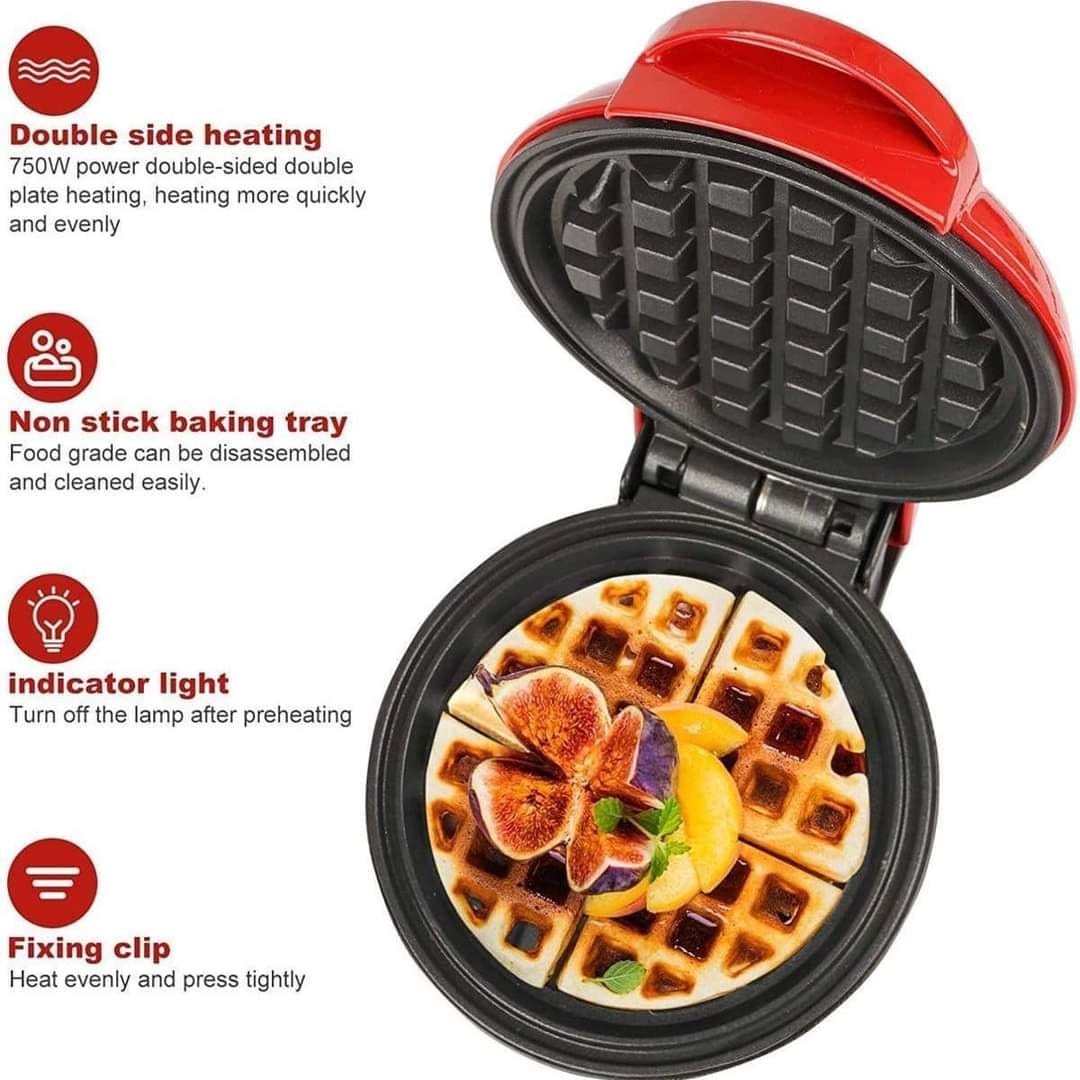 Double side heating
750W power double-sided double
plate heating, heating more quickly
and evenly
Non stick baking tray
Food grade can be disassembled
and cleaned easily.
indicator light
Turn off the lamp after preheating
Fixing clip
Heat evenly and press tightly